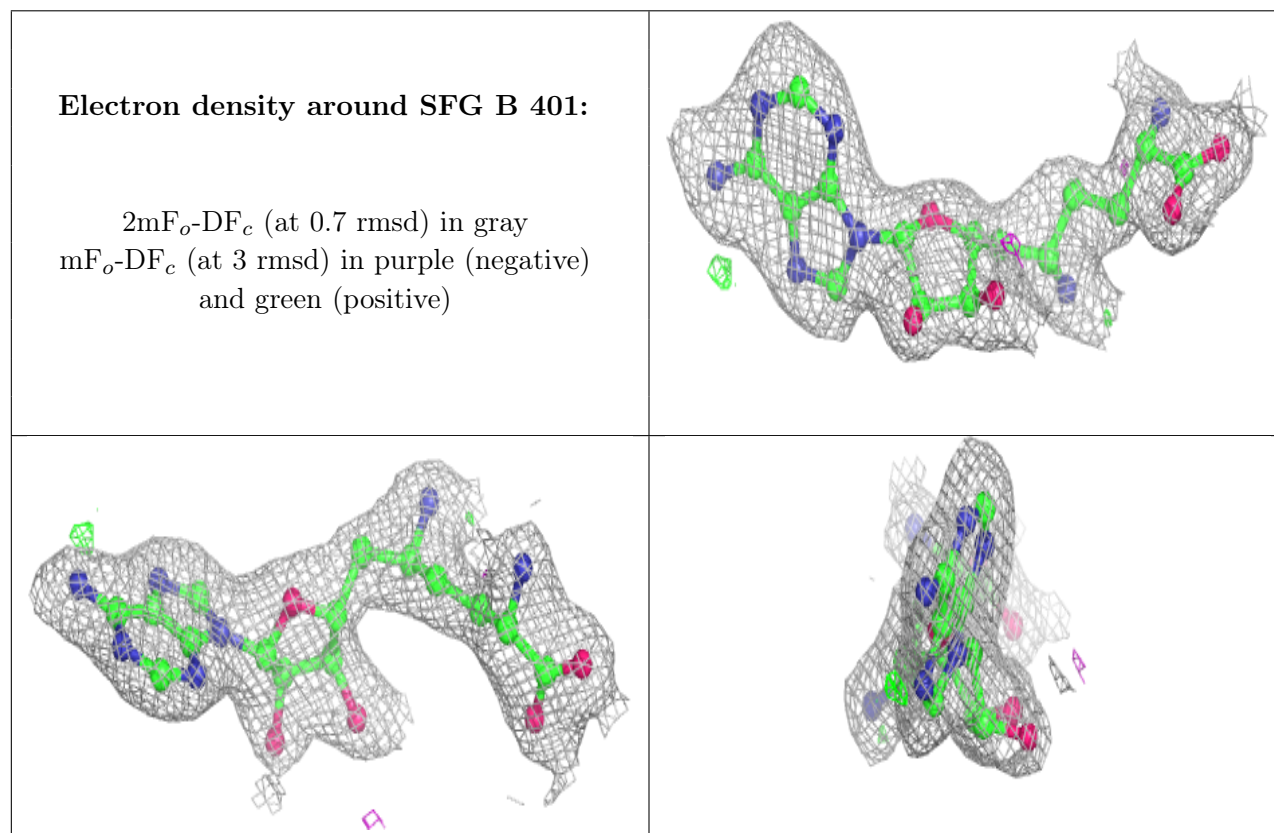 Electron density around SFG B 401:
2mFo-DFc (at 0.7 rmsd) in gray
mFo-DFc (at 3 rmsd) in purple (negative)
and green (positive)